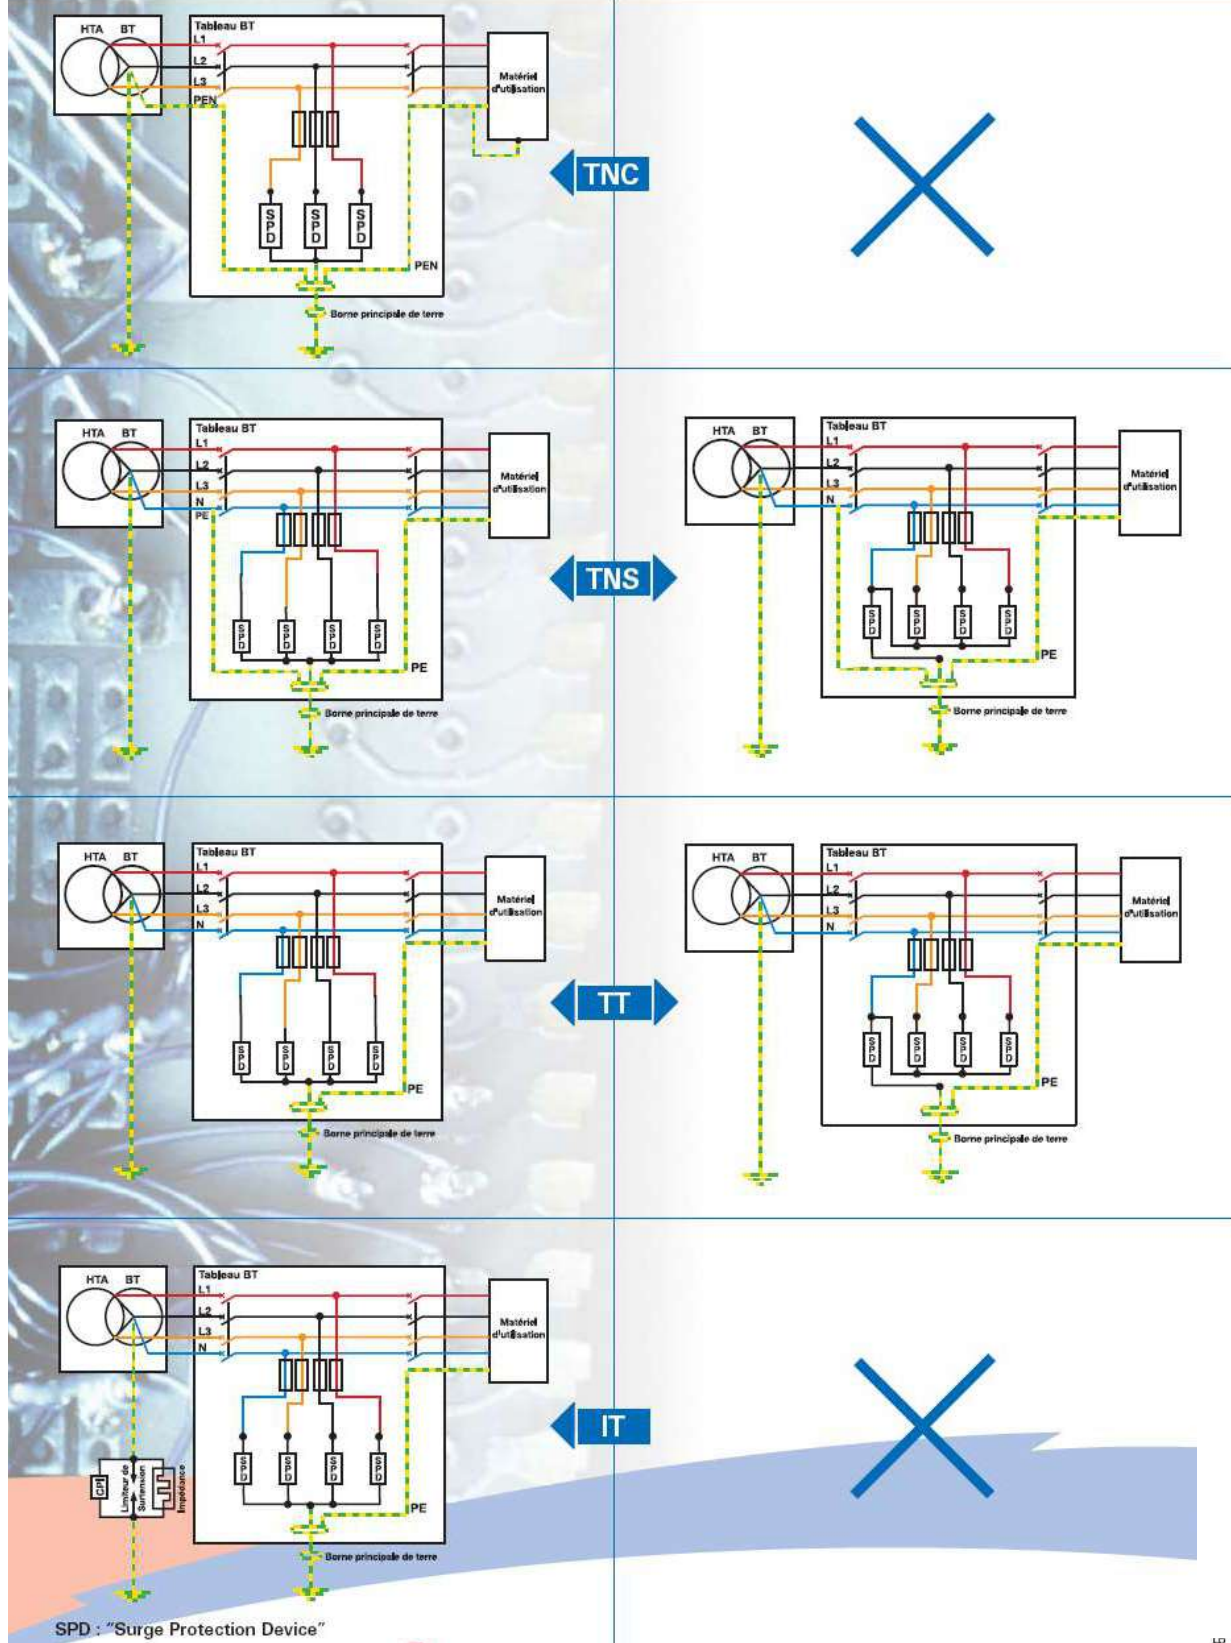 HTA BT
Tableau BT
L1
L2
L3
PEN
Matériel
d'utilisation
SPD
SPD
SPD
PEN
Borne principale de terre
TNC
HTA BT
Tableau BT
L1
L2
L3
N
PE
Matériel
d'utilisation
SPD
SPD
SPD
SPD
PE
Borne principale de terre
TNS
HTA BT
Tableau BT
L1
L2
L3
N
Matériel
d'utilisation
SPD
SPD
SPD
SPD
PE
Borne principale de terre
HTA BT
Tableau BT
L1
L2
L3
N
Matériel
d'utilisation
SPD
SPD
SPD
SPD
PE
Borne principale de terre
TT
HTA BT
Tableau BT
L1
L2
L3
N
Matériel
d'utilisation
SPD
SPD
SPD
SPD
PE
Borne principale de terre
HTA BT
Tableau BT
L1
L2
L3
N
Matériel
d'utilisation
CPI
Limiteur de
Surtension
Impédance
SPD
SPD
SPD
SPD
PE
Borne principale de terre
IT
SPD : "Surge Protection Device"